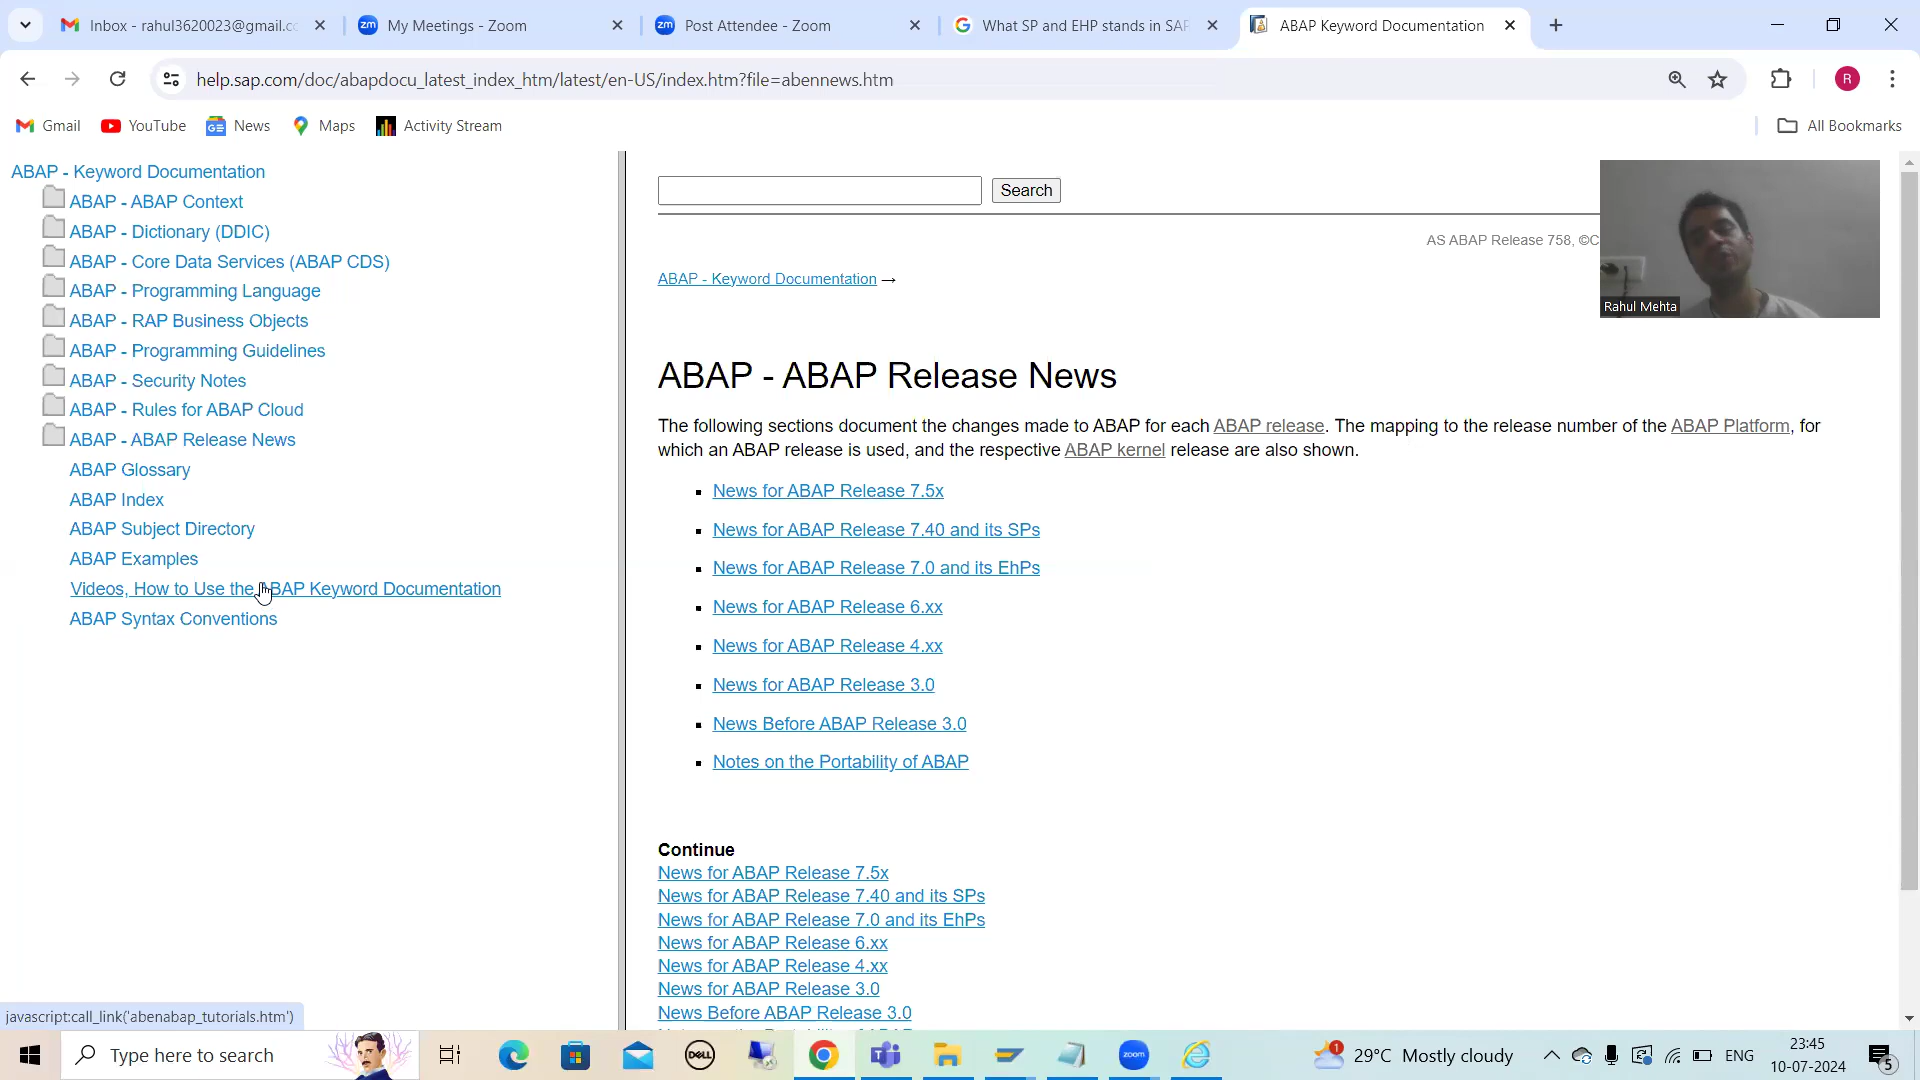 Inbox - rahul3620023@gmail.co
My Meetings - Zoom
Post Attendee - Zoom
What SP and EHP stands in SAP
ABAP Keyword Documentation
help.sap.com/doc/abapdocu_latest_index_htm/latest/en-US/index.htm?file=abennews.htm
R
Gmail
YouTube
News
Maps
Activity Stream
All Bookmarks
ABAP - Keyword Documentation
ABAP - ABAP Context
ABAP - Dictionary (DDIC)
ABAP - Core Data Services (ABAP CDS)
ABAP - Programming Language
ABAP - RAP Business Objects
ABAP - Programming Guidelines
ABAP - Security Notes
ABAP - Rules for ABAP Cloud
ABAP - ABAP Release News
ABAP Glossary
ABAP Index
ABAP Subject Directory
ABAP Examples
Videos, How to Use the ABAP Keyword Documentation
ABAP Syntax Conventions
Search
AS ABAP Release 758, ©C
Rahul Mehta
ABAP - Keyword Documentation →
ABAP - ABAP Release News
The following sections document the changes made to ABAP for each ABAP release. The mapping to the release number of the ABAP Platform, for
which an ABAP release is used, and the respective ABAP kernel release are also shown.
News for ABAP Release 7.5x
News for ABAP Release 7.40 and its SPs
News for ABAP Release 7.0 and its EhPs
News for ABAP Release 6.xx
News for ABAP Release 4.xx
News for ABAP Release 3.0
News Before ABAP Release 3.0
Notes on the Portability of ABAP
Continue
News for ABAP Release 7.5x
News for ABAP Release 7.40 and its SPs
News for ABAP Release 7.0 and its EhPs
News for ABAP Release 6.xx
News for ABAP Release 4.xx
News for ABAP Release 3.0
News Before ABAP Release 3.0
javascript:call_link('abenabap_tutorials.htm')
Type here to search
DELL
zoom
1
29°C Mostly cloudy
ENG
23:45
10-07-2024
5